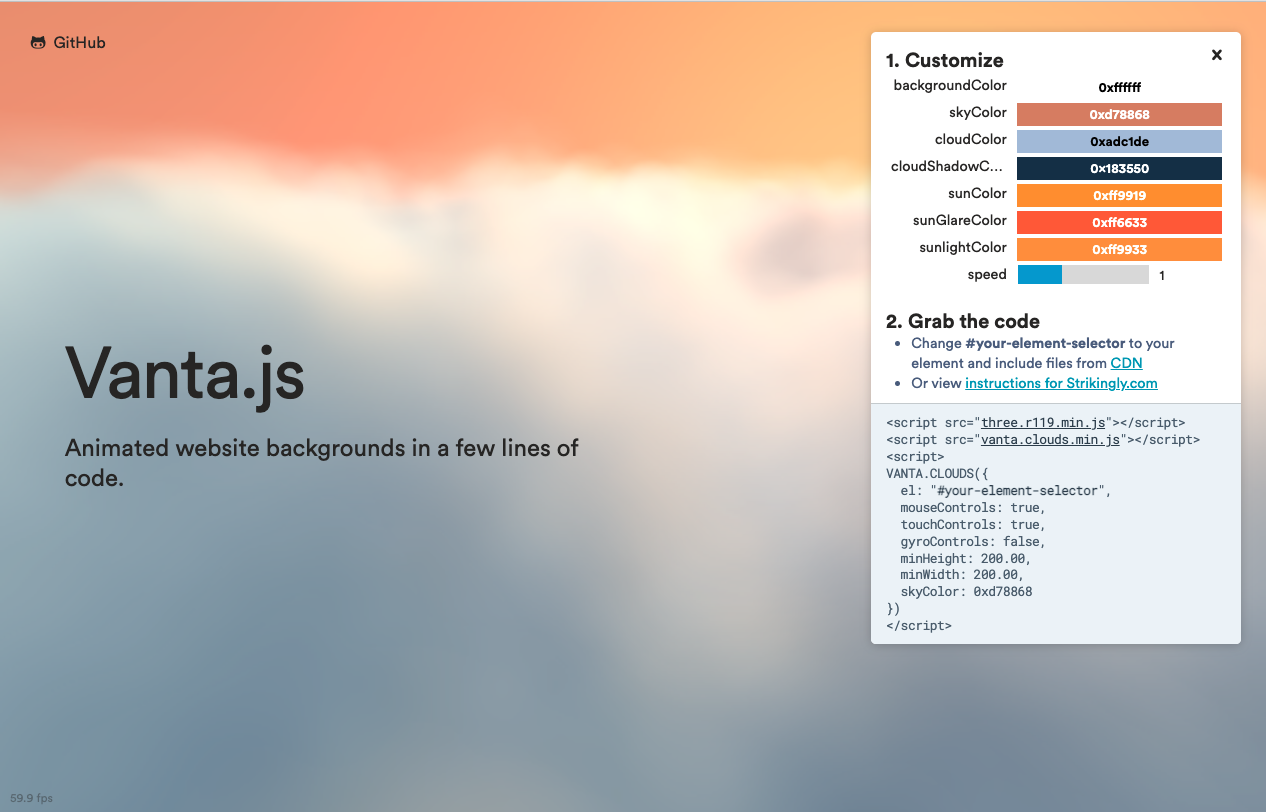 GitHub
1. Customize
x
backgroundColor 0xffffff
skyColor 0xd78868
cloudColor 0xadc1de
cloudShadowC... 0x183550
sunColor 0xff9919
sunGlareColor 0xff6633
sunlightColor 0xff9933
speed 1
2. Grab the code
• Change #your-element-selector to your
element and include files from CDN
• Or view instructions for Strikingly.com
<script src="three.r119.min.js"></script>
<script src="vanta.clouds.min.js"></script>
<script>
VANTA.CLOUDS({
  el: "#your-element-selector",
  mouseControls: true,
  touchControls: true,
  gyroControls: false,
  minHeight: 200.00,
  minWidth: 200.00,
  skyColor: 0xd78868
})
</script>
Vanta.js
Animated website backgrounds in a few lines of
code.
59.9 fps